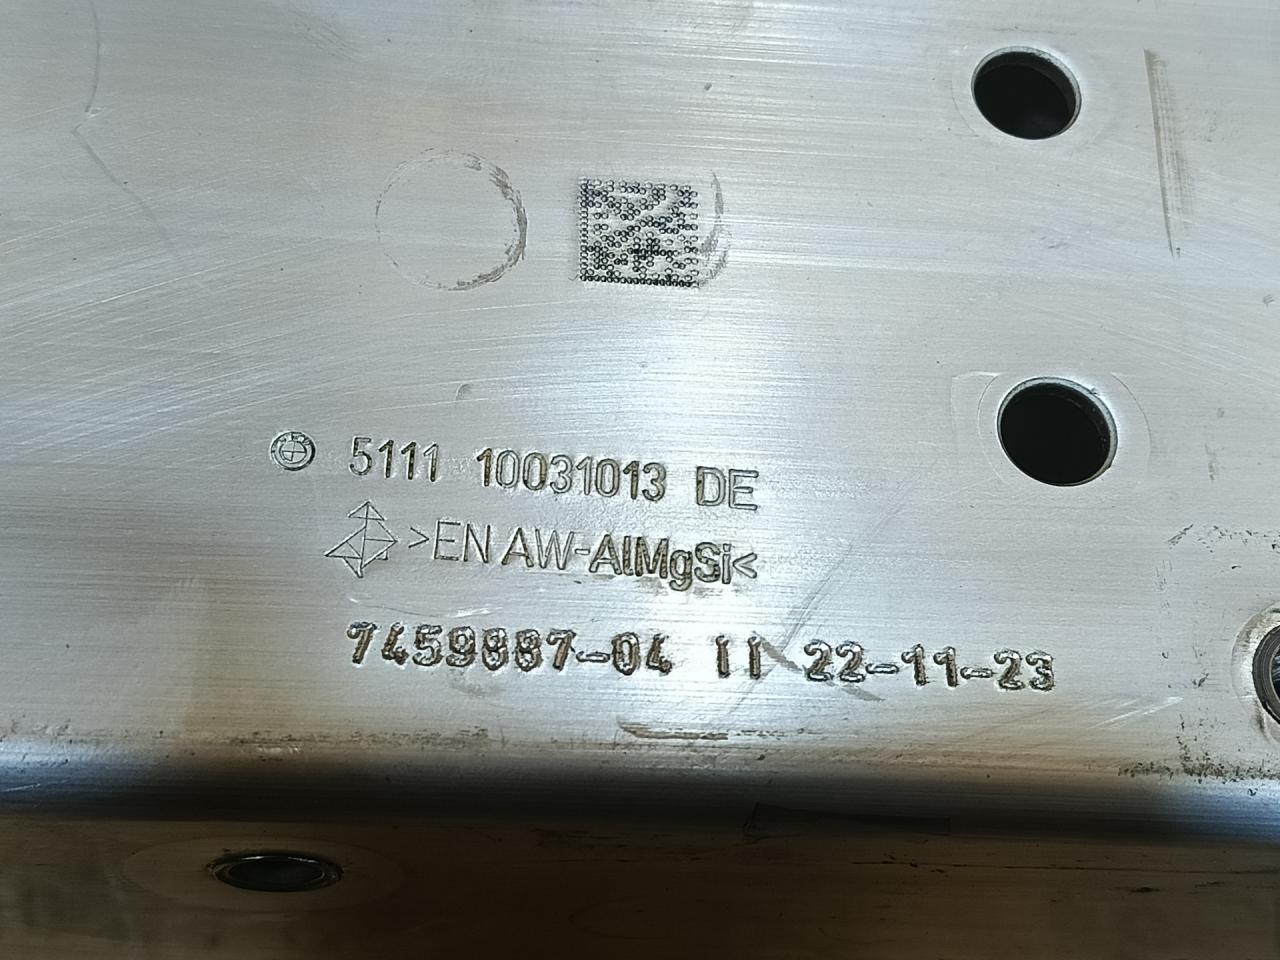 5111 10031013 DE
>EN AW-AlMgSi<
7459887-04 11 22-11-23